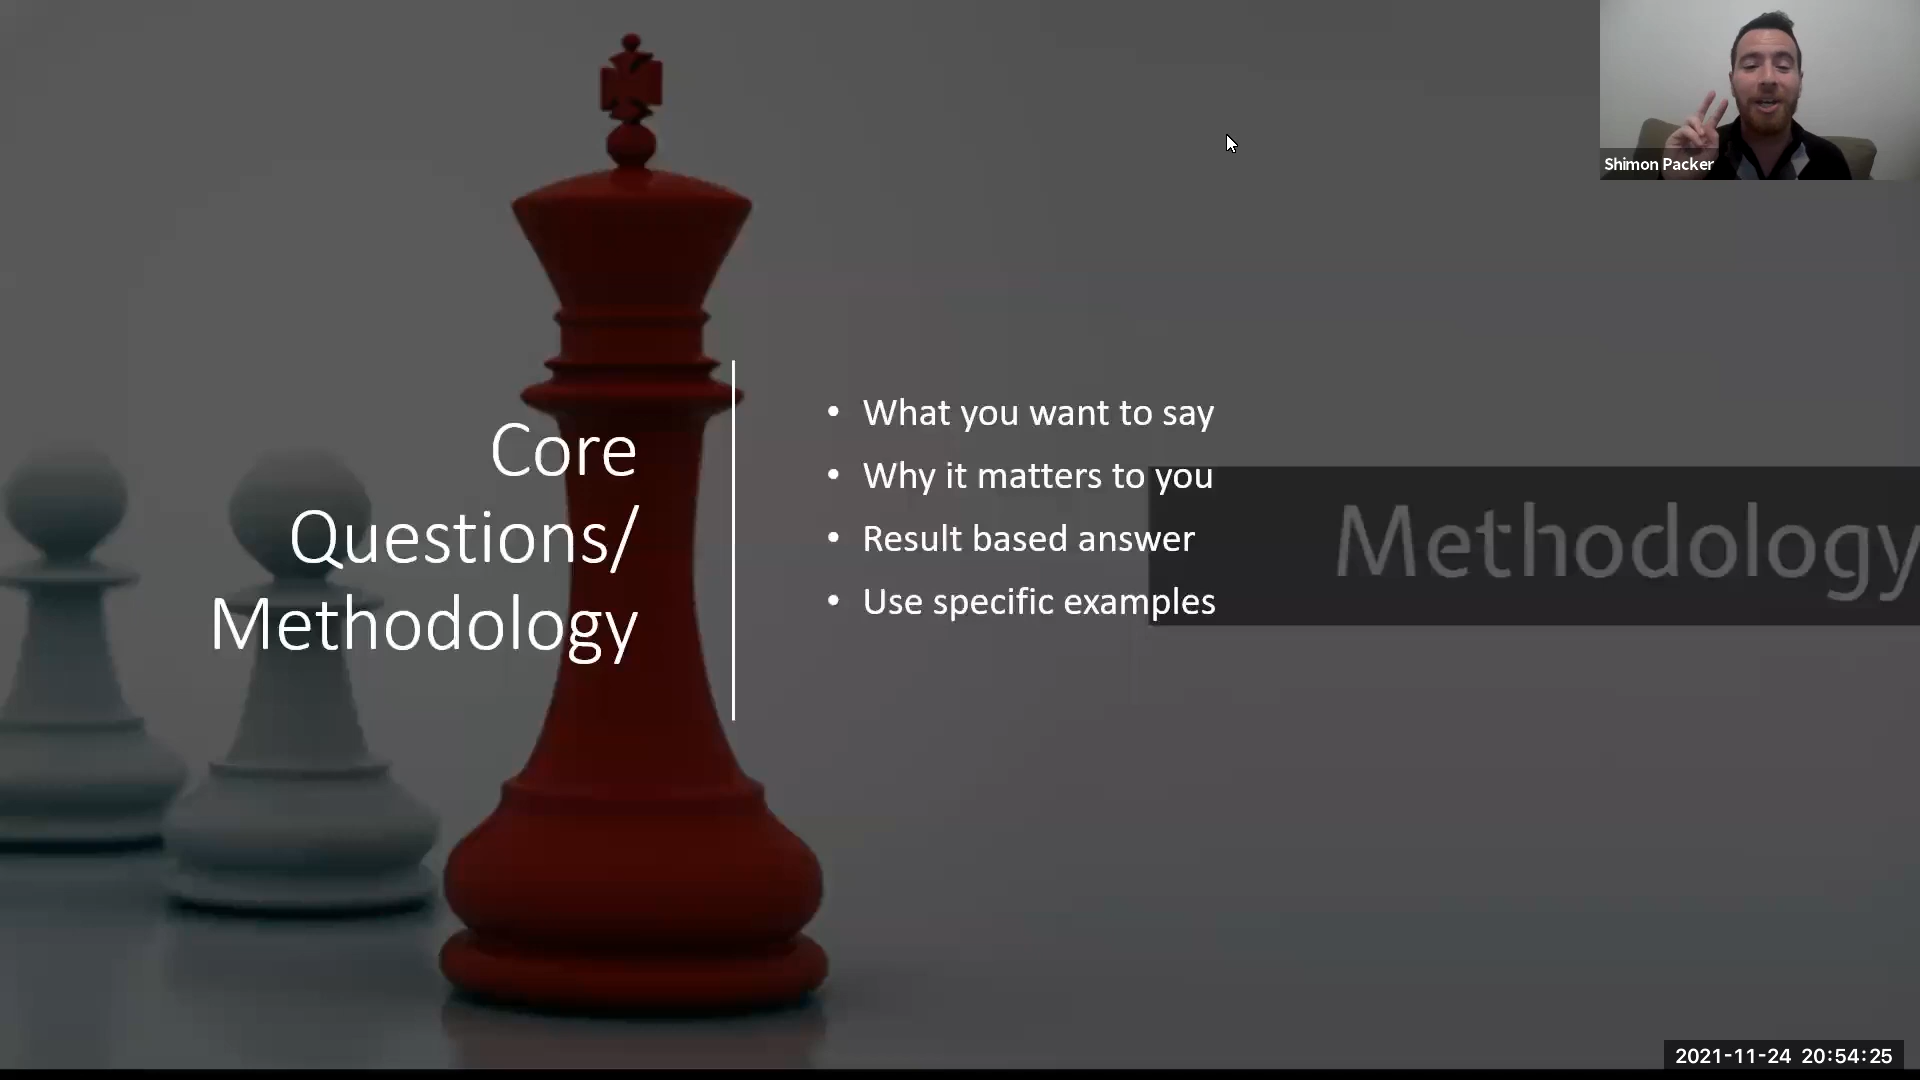 Shimon Packer
Core
Questions/
Methodology
• What you want to say
• Why it matters to you
• Result based answer
• Use specific examples
Methodology
2021-11-24 20:54:25